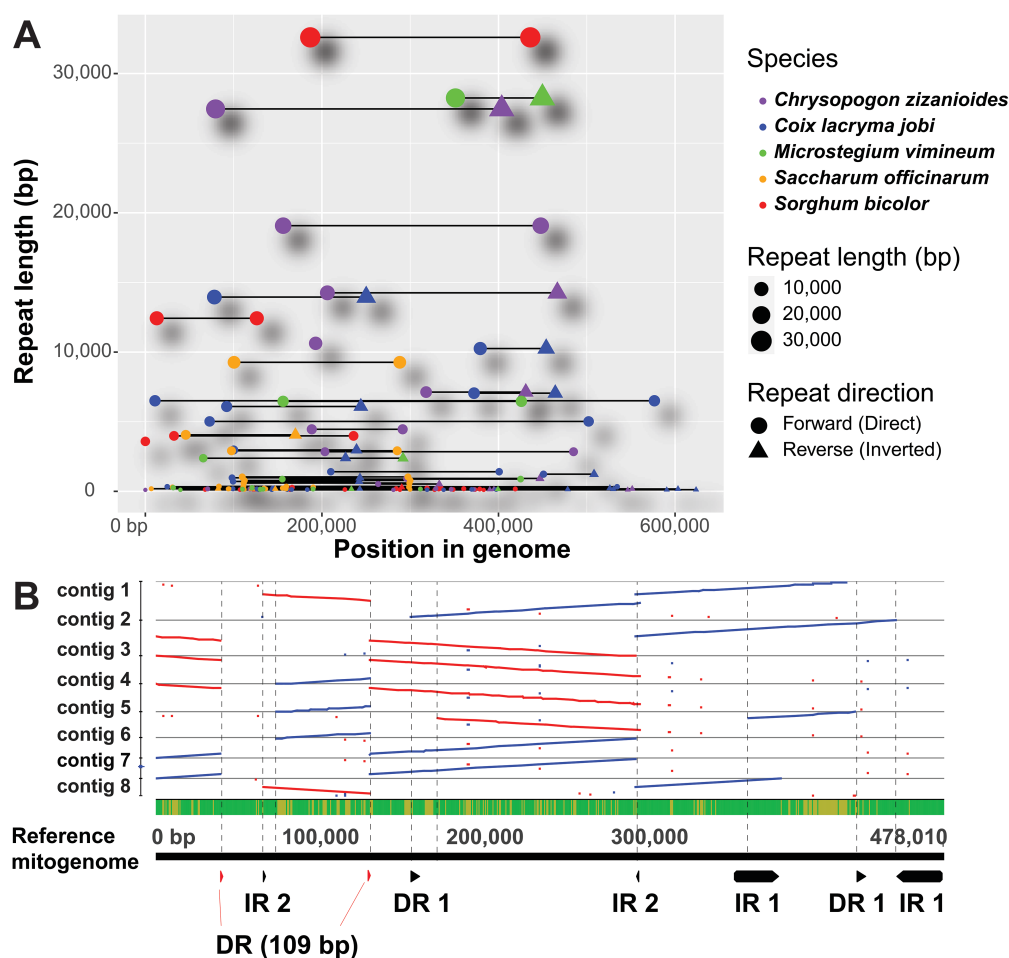 A
Repeat length (bp)
30,000
20,000
10,000
0
0 bp
200,000
400,000
600,000
Position in genome
Species
Chrysopogon zizanioides
Coix lacryma jobi
Microstegium vimineum
Saccharum officinarum
Sorghum bicolor
Repeat length (bp)
10,000
20,000
30,000
Repeat direction
Forward (Direct)
Reverse (Inverted)
B
contig 1
contig 2
contig 3
contig 4
contig 5
contig 6
contig 7
contig 8
Reference
mitogenome
0 bp 100,000 200,000 300,000 478,010
IR 2 DR 1 IR 2 IR 1 DR 1 IR 1
DR (109 bp)